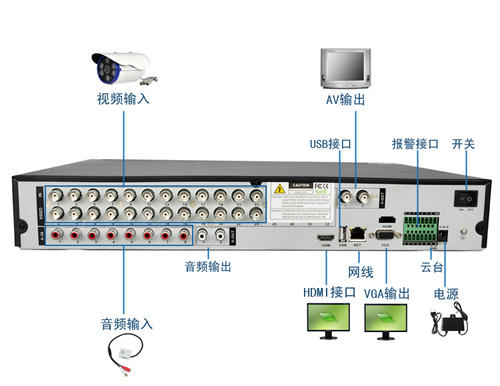 视频输入
AV输出
USB接口
报警接口
开关
CAUTION
VIDEO IN
音频输出
网线
云台
HDMI
USB
NET
VGA
HDMI接口
VGA输出
电源
音频输入